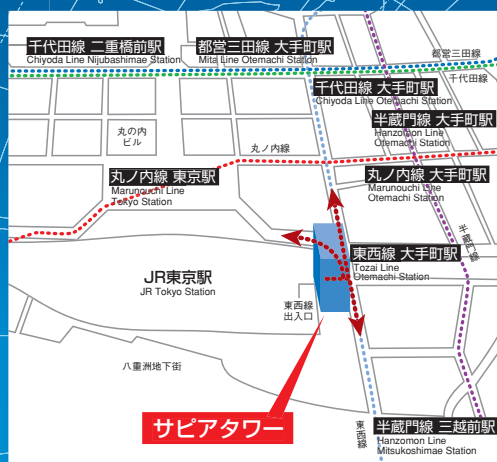 千代田線 二重橋前駅
Chiyoda Line Nijubashimae Station
都営三田線 大手町駅
Mita Line Otemachi Station
都営三田線
千代田線
千代田線 大手町駅
Chiyoda Line Otemachi Station
半蔵門線 大手町駅
Hanzomon Line
Otemachi Station
丸の内
ビル
丸ノ内線
丸ノ内線 東京駅
Marunouchi Line
Tokyo Station
丸ノ内線 大手町駅
Marunouchi Line
Otemachi Station
半蔵門線
東西線 大手町駅
Tozai Line
Otemachi Station
JR東京駅
JR Tokyo Station
東西線
出入口
八重洲地下街
サピアタワー
東西線
半蔵門線 三越前駅
Hanzomon Line
Mitsukoshimae Station